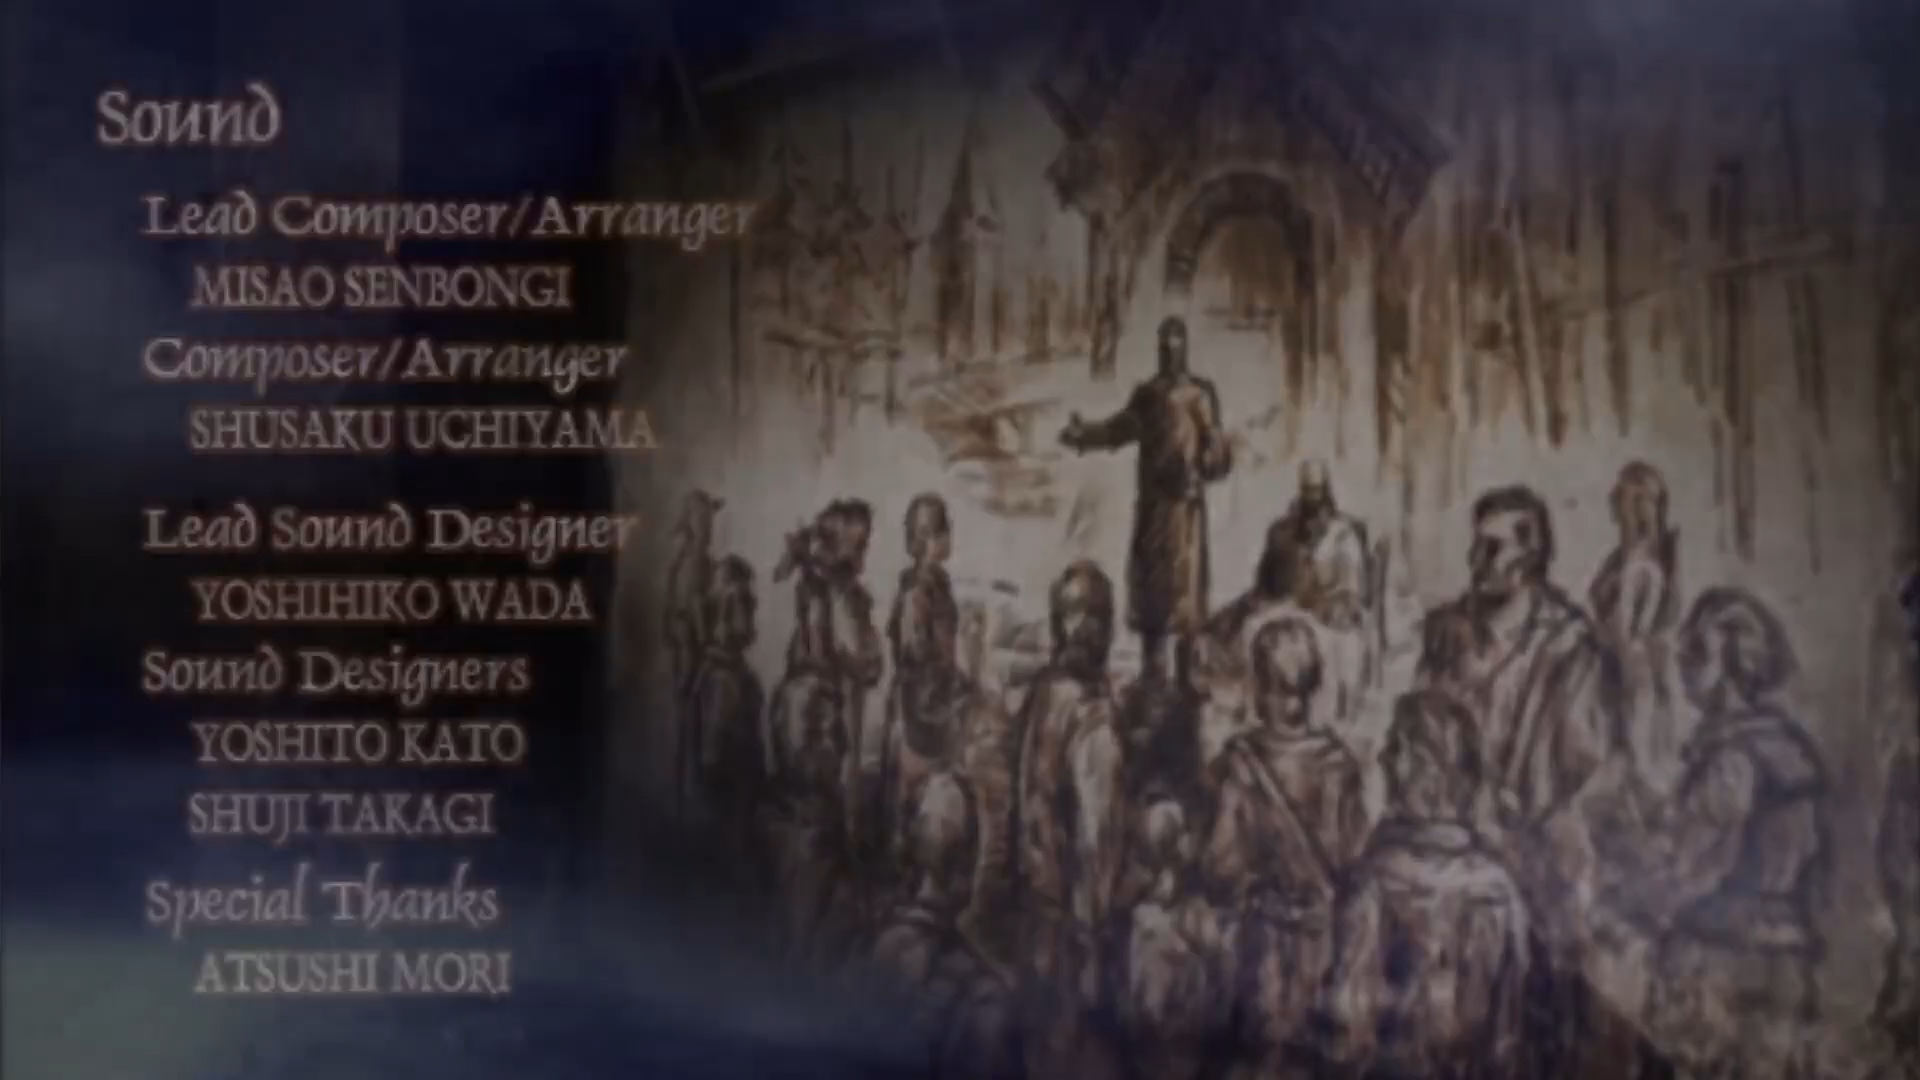 Sound
Lead Composer/Arranger
MISAO SENBONGI
Composer/Arranger
SHUSAKU UCHIYAMA
Lead Sound Designer
YOSHIHIKO WADA
Sound Designers
YOSHITO KATO
SHUJI TAKAGI
Special Thanks
ATSUSHI MORI